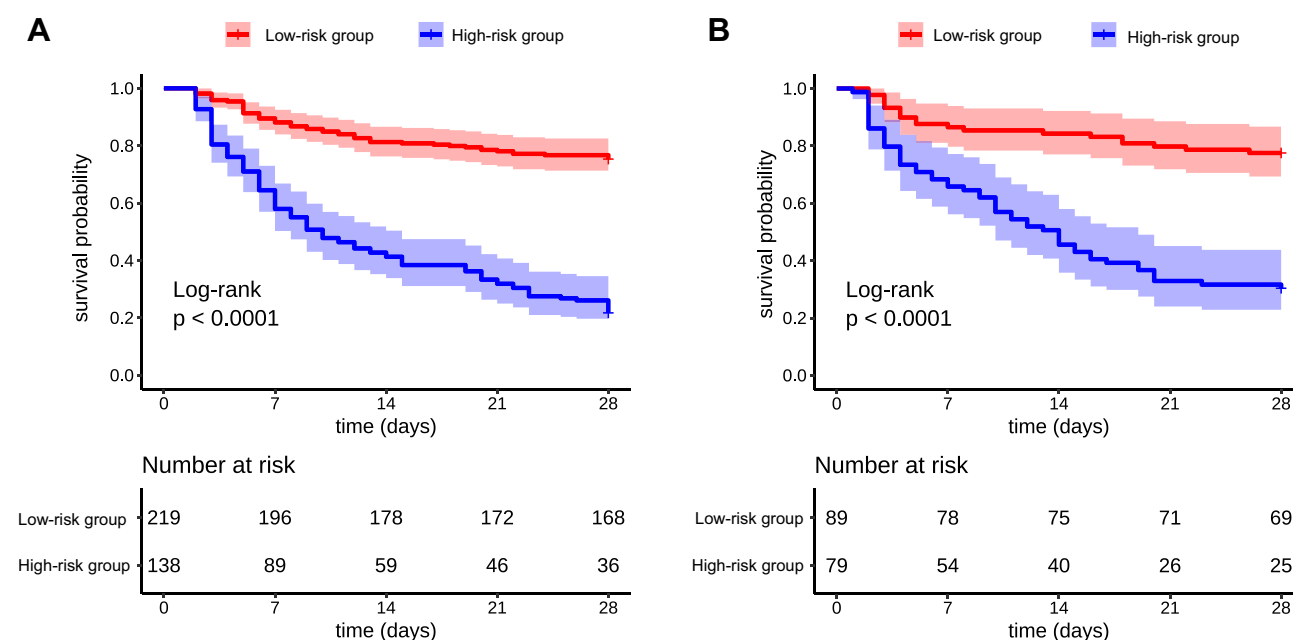 A
Low-risk group
High-risk group
1.0
0.8
0.6
0.4
0.2
0.0
survival probability
Log-rank
p < 0.0001
0 7 14 21 28
time (days)
Number at risk
Low-risk group 219 196 178 172 168
High-risk group 138 89 59 46 36
0 7 14 21 28
time (days)
B
Low-risk group
High-risk group
1.0
0.8
0.6
0.4
0.2
0.0
survival probability
Log-rank
p < 0.0001
0 7 14 21 28
time (days)
Number at risk
Low-risk group 89 78 75 71 69
High-risk group 79 54 40 26 25
0 7 14 21 28
time (days)